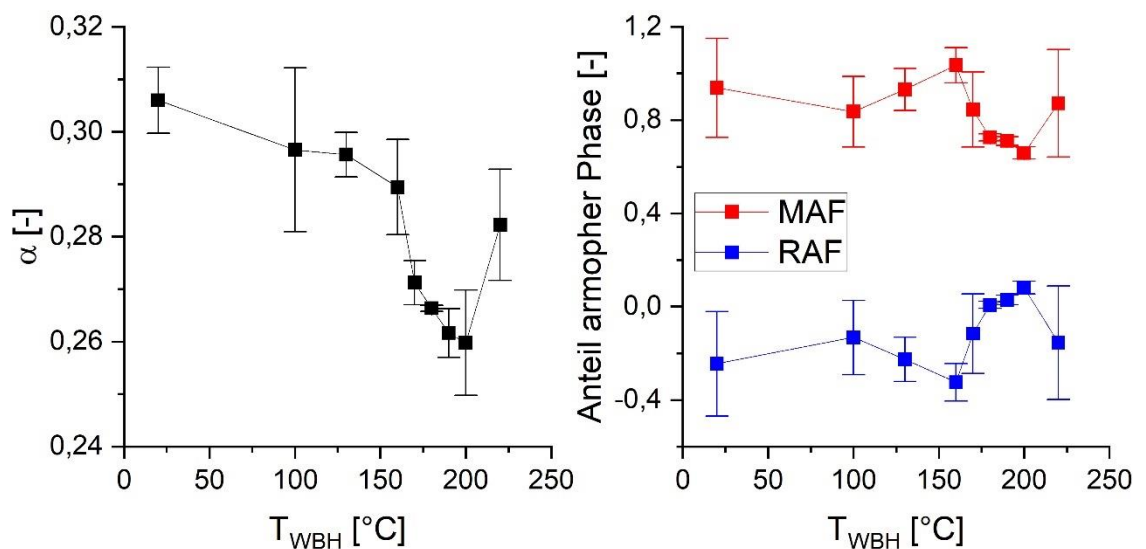 0,32
0,30
0,28
0,26
0,24
α [-]
0 50 100 150 200 250
T_WBH [°C]
1,2
0,8
0,4
0,0
-0,4
Anteil armopher Phase [-]
MAF
RAF
0 50 100 150 200 250
T_WBH [°C]